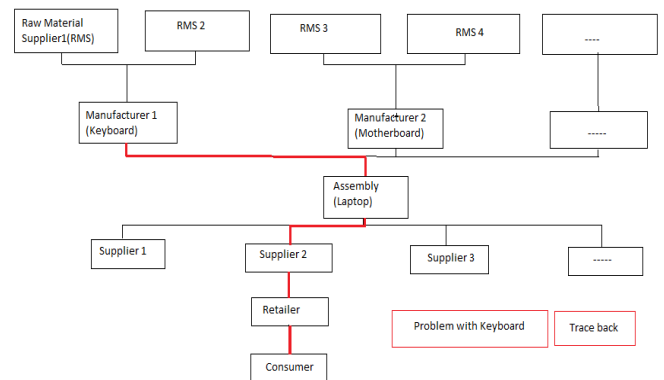 Raw Material
Supplier1(RMS)
RMS 2
RMS 3
RMS 4
----
Manufacturer 1
(Keyboard)
Manufacturer 2
(Motherboard)
-----
Assembly
(Laptop)
Supplier 1
Supplier 2
Supplier 3
-----
Retailer
Problem with Keyboard
Trace back
Consumer